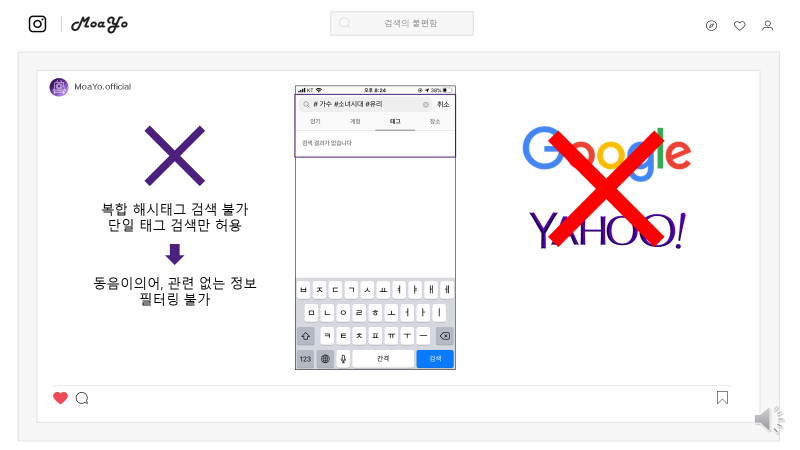 MoaYo
검색의 불편함
MoaYo.official
복합 해시태그 검색 불가
단일 태그 검색만 허용
동음이의어, 관련 없는 정보
필터링 불가
KT 오후 8:24 38%
# 가수 #소녀시대 #유리 취소
인기 계정 태그 장소
검색 결과가 없습니다
ㅂ ㅈ ㄷ ㄱ ㅅ ㅛ ㅕ ㅑ ㅐ ㅔ
ㅁ ㄴ ㅇ ㄹ ㅎ ㅗ ㅓ ㅏ ㅣ
ㅋ ㅌ ㅊ ㅍ ㅠ ㅜ ㅡ
123 간격 검색
Google
YAHOO!